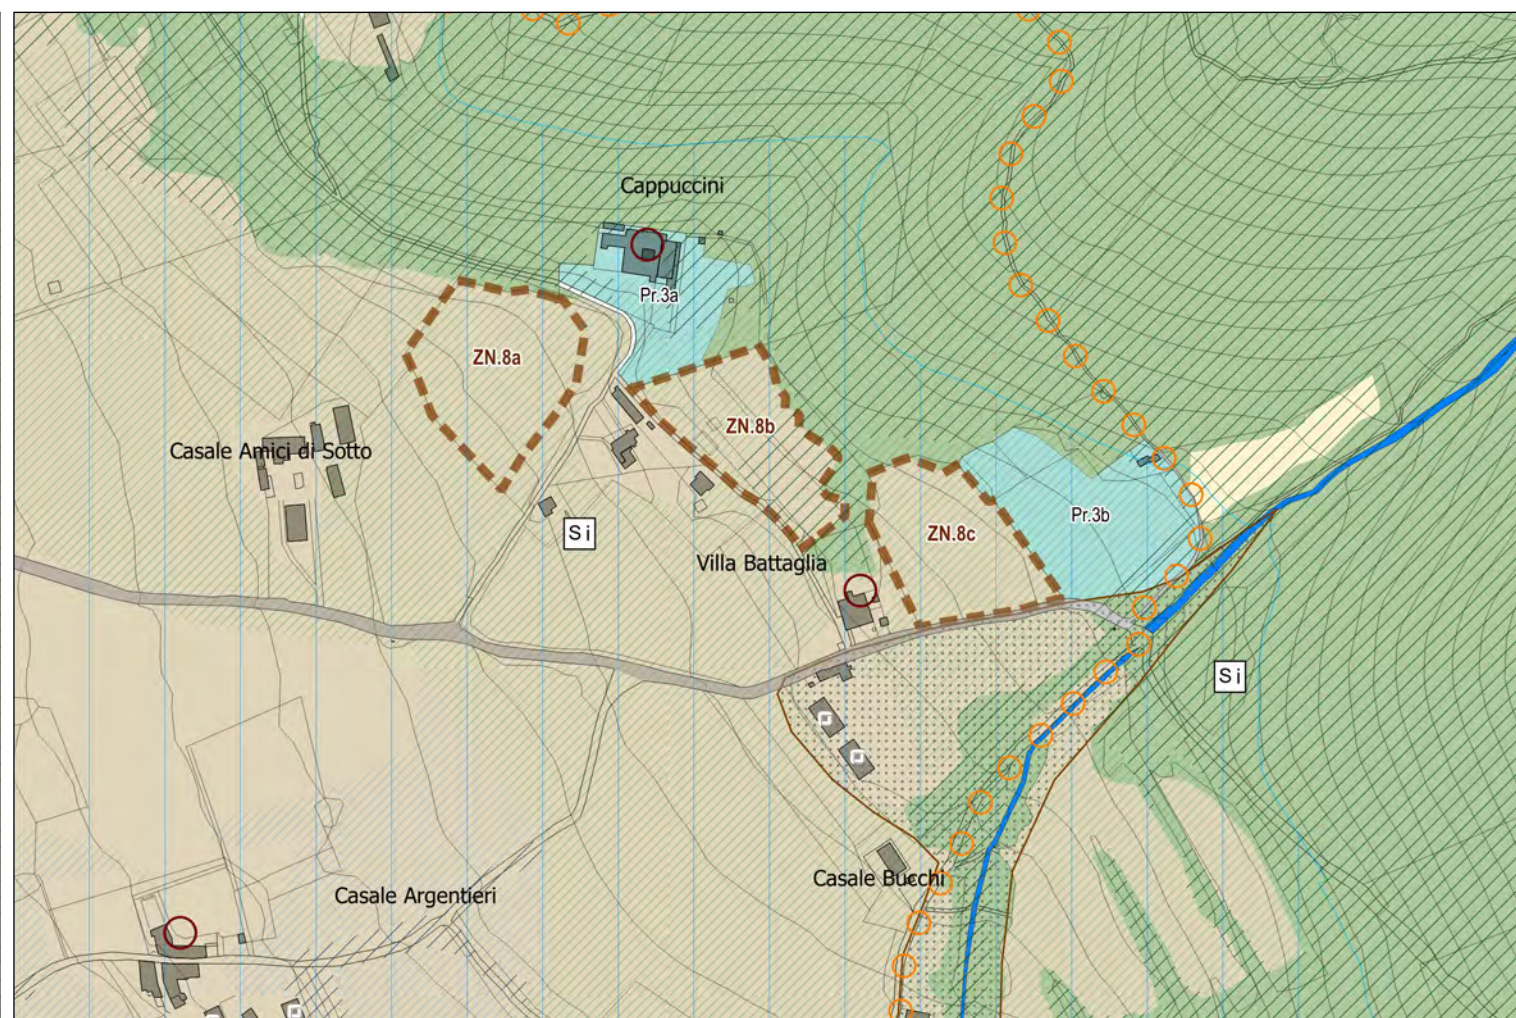 Cappuccini
Pr.3a
ZN.8a
ZN.8b
Casale Amici di Sotto
Pr.3b
Si
ZN.8c
Villa Battaglia
Si
Casale Bucchi
Casale Argentieri